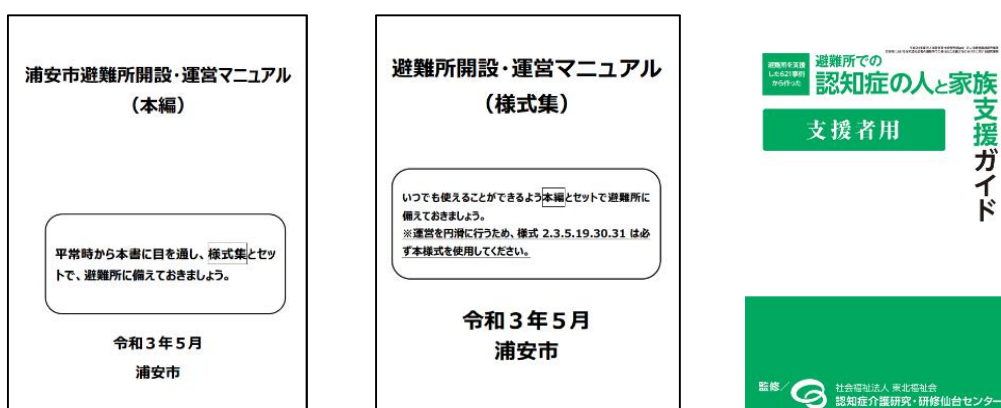 浦安市避難所開設・運営マニュアル
（本編）
平常時から本書に目を通し、様式集とセッ
トで、避難所に備えておきましょう。
令和３年５月
浦安市
避難所開設・運営マニュアル
（様式集）
いつでも使えることができるよう本編とセットで避難所に
備えておきましょう。
※運営を円滑に行うため、様式 2.3.5.19.30.31 は必
ず本様式を使用してください。
令和３年５月
浦安市
避難所を支援
した621事例
から作った
避難所での
認知症の人と家族
支援ガイド
支援者用
監修／
社会福祉法人 東北福祉会
認知症介護研究・研修仙台センター